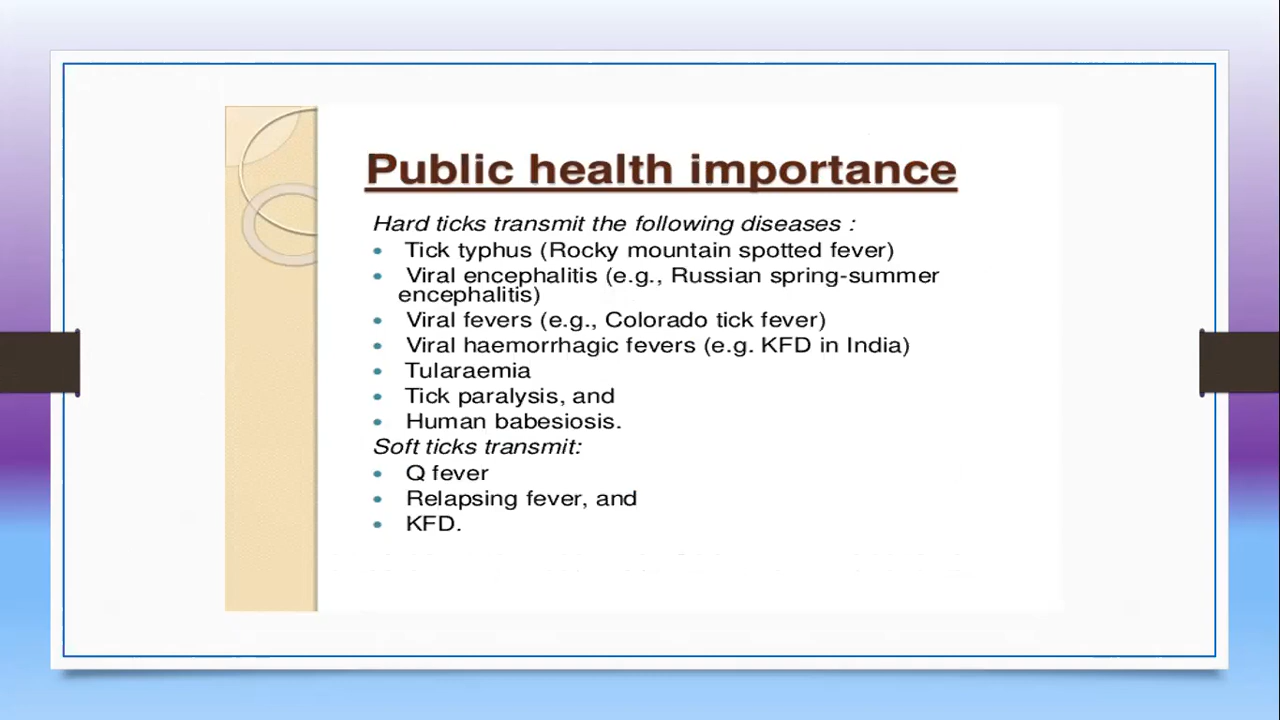 Public health importance
Hard ticks transmit the following diseases :
• Tick typhus (Rocky mountain spotted fever)
• Viral encephalitis (e.g., Russian spring-summer
encephalitis)
• Viral fevers (e.g., Colorado tick fever)
• Viral haemorrhagic fevers (e.g. KFD in India)
• Tularaemia
• Tick paralysis, and
• Human babesiosis.
Soft ticks transmit:
• Q fever
• Relapsing fever, and
• KFD.